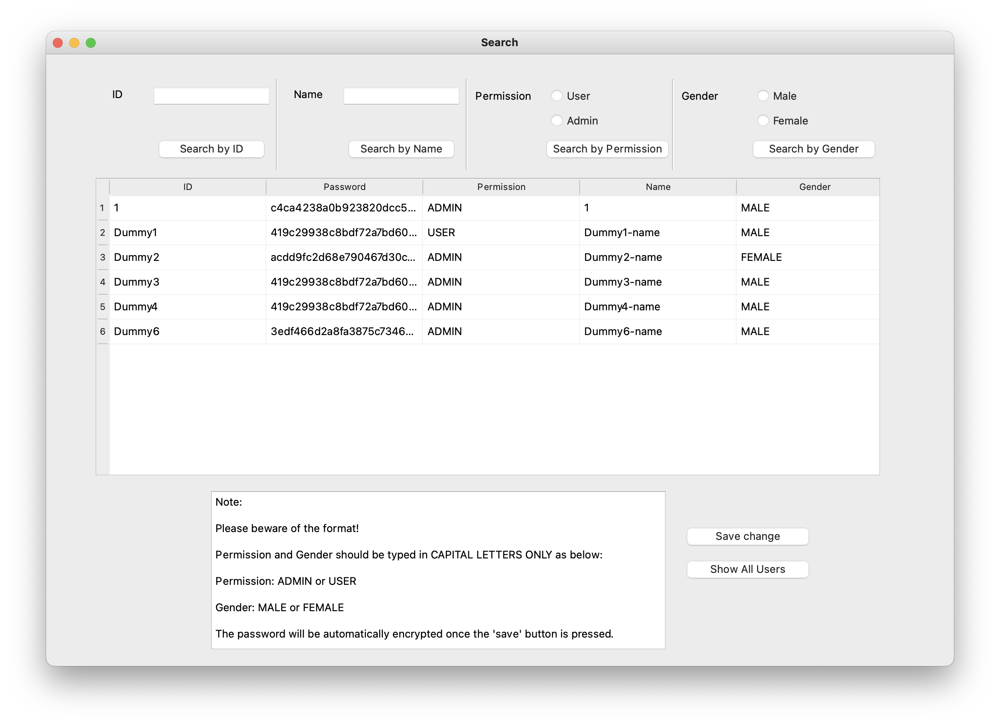 Search
ID
Name
Permission
User
Gender
Male
Admin
Female
Search by ID
Search by Name
Search by Permission
Search by Gender
ID Password Permission Name Gender
1 1 c4ca4238a0b923820dcc5... ADMIN 1 MALE
2 Dummy1 419c29938c8bdf72a7bd60... USER Dummy1-name MALE
3 Dummy2 acdd9fc2d68e790467d30c... ADMIN Dummy2-name FEMALE
4 Dummy3 419c29938c8bdf72a7bd60... ADMIN Dummy3-name MALE
5 Dummy4 419c29938c8bdf72a7bd60... ADMIN Dummy4-name MALE
6 Dummy6 3edf466d2a8fa3875c7346... ADMIN Dummy6-name MALE
Note:
Please beware of the format!
Permission and Gender should be typed in CAPITAL LETTERS ONLY as below:
Permission: ADMIN or USER
Gender: MALE or FEMALE
The password will be automatically encrypted once the 'save' button is pressed.
Save change
Show All Users